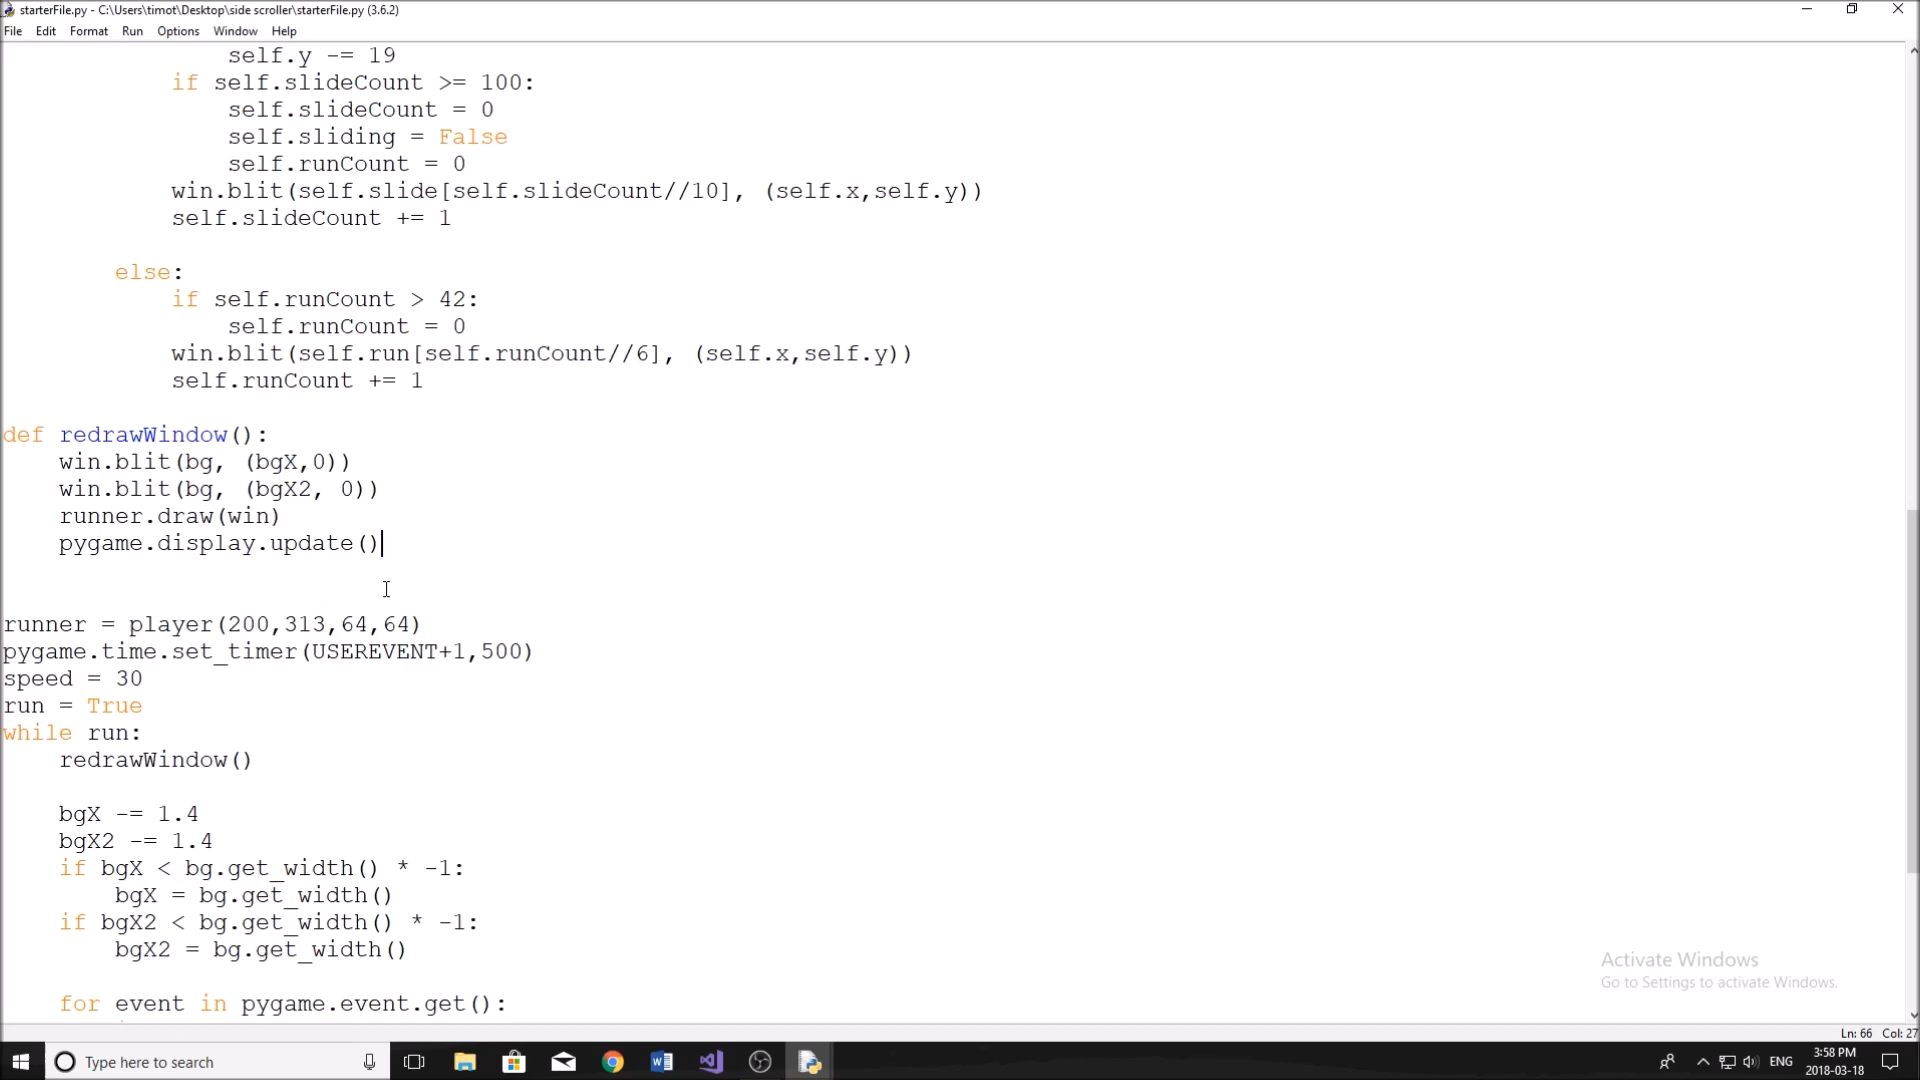 starterFile.py - C:\Users\timot\Desktop\side scroller\starterFile.py (3.6.2)
File Edit Format Run Options Window Help
self.y -= 19
if self.slideCount >= 100:
self.slideCount = 0
self.sliding = False
self.runCount = 0
win.blit(self.slide[self.slideCount//10], (self.x,self.y))
self.slideCount += 1
else:
if self.runCount > 42:
self.runCount = 0
win.blit(self.run[self.runCount//6], (self.x,self.y))
self.runCount += 1
def redrawWindow():
win.blit(bg, (bgX,0))
win.blit(bg, (bgX2, 0))
runner.draw(win)
pygame.display.update()
runner = player(200,313,64,64)
pygame.time.set_timer(USEREVENT+1,500)
speed = 30
run = True
while run:
redrawWindow()
bgX -= 1.4
bgX2 -= 1.4
if bgX < bg.get_width() * -1:
bgX = bg.get_width()
if bgX2 < bg.get_width() * -1:
bgX2 = bg.get_width()
for event in pygame.event.get():
Activate Windows
Go to Settings to activate Windows.
Ln: 66 Col: 27
Type here to search
ENG
3:58 PM
2018-03-18